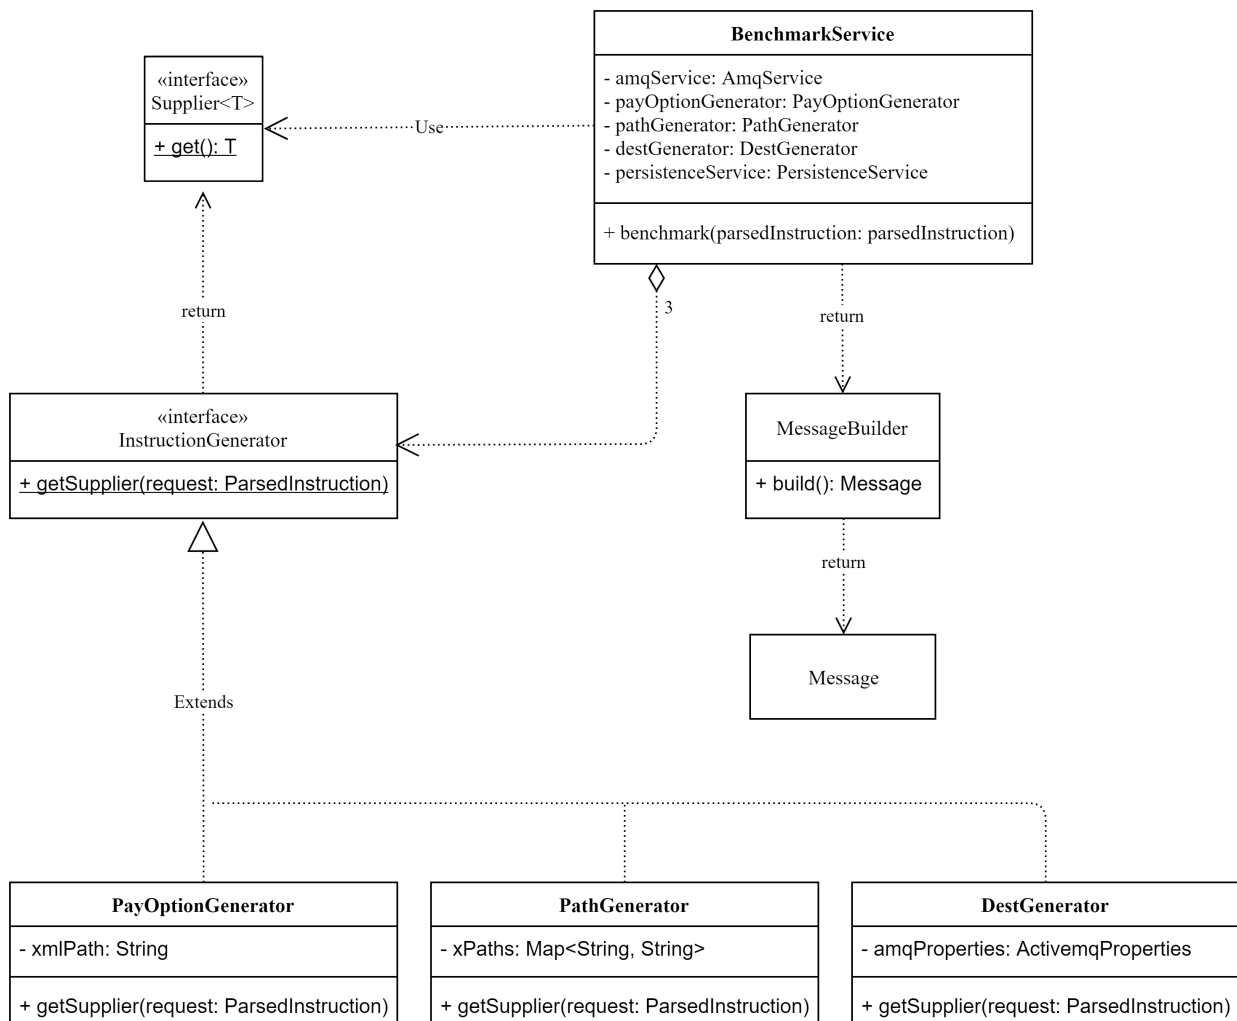 BenchmarkService
- amqService: AmqService
- payOptionGenerator: PayOptionGenerator
- pathGenerator: PathGenerator
- destGenerator: DestGenerator
- persistenceService: PersistenceService
+ benchmark(parsedInstruction: parsedInstruction)
«interface»
Supplier<T>
+ get(): T
Use
return
3
return
«interface»
InstructionGenerator
+ getSupplier(request: ParsedInstruction)
MessageBuilder
+ build(): Message
return
Message
Extends
PayOptionGenerator
- xmlPath: String
+ getSupplier(request: ParsedInstruction)
PathGenerator
- xPaths: Map<String, String>
+ getSupplier(request: ParsedInstruction)
DestGenerator
- amqProperties: ActivemqProperties
+ getSupplier(request: ParsedInstruction)